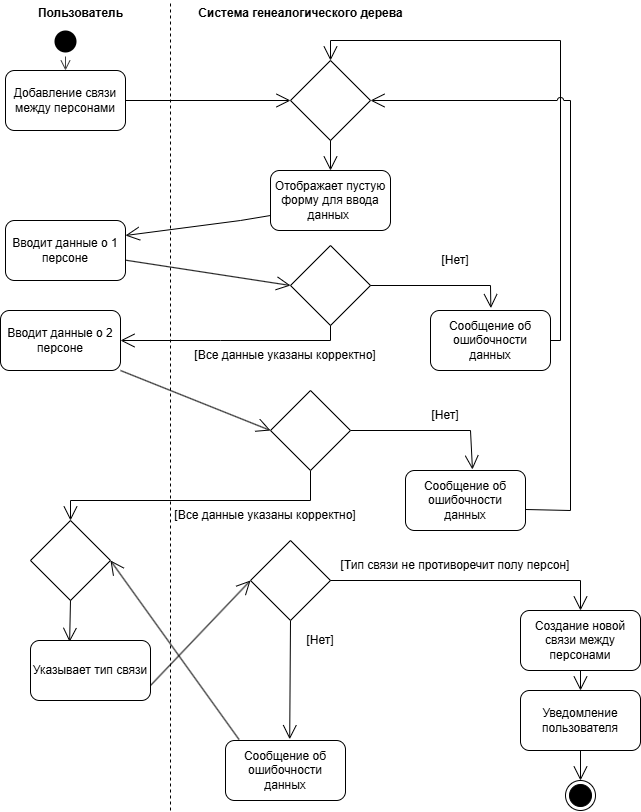 Пользователь
Система генеалогического дерева
Добавление связи
между персонами
Отображает пустую
форму для ввода
данных
Вводит данные о 1
персоне
[Нет]
Вводит данные о 2
персоне
Сообщение об
ошибочности
данных
[Все данные указаны корректно]
[Нет]
Сообщение об
ошибочности
данных
[Все данные указаны корректно]
[Тип связи не противоречит полу персон]
Создание новой
связи между
персонами
[Нет]
Указывает тип связи
Уведомление
пользователя
Сообщение об
ошибочности
данных